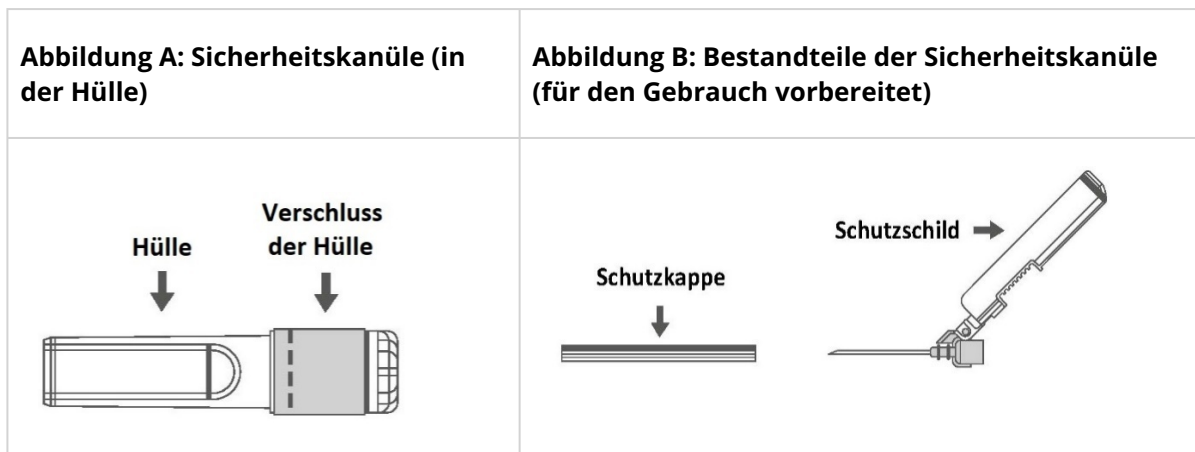 Abbildung A: Sicherheitskanüle (in
der Hülle)
Abbildung B: Bestandteile der Sicherheitskanüle
(für den Gebrauch vorbereitet)
Hülle
Verschluss
der Hülle
Schutzkappe
Schutzschild